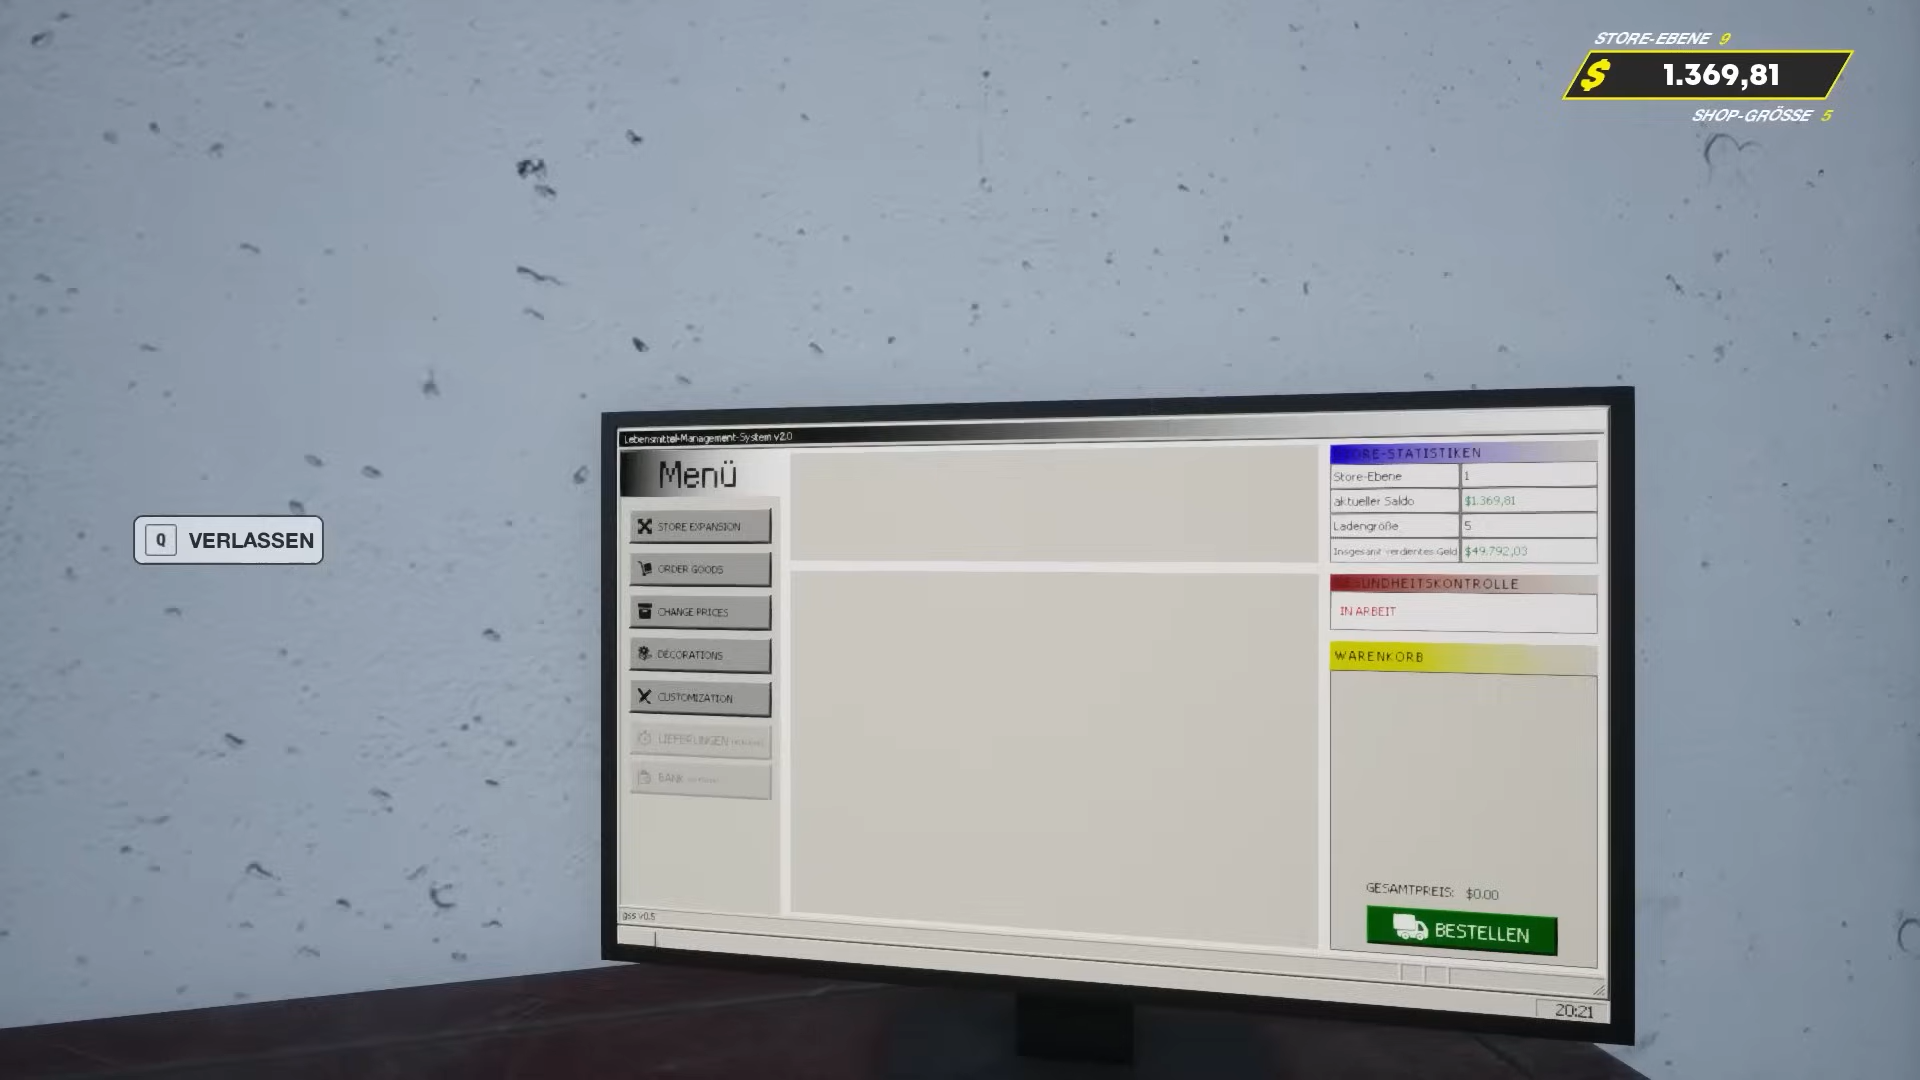 STORE-EBENE 9
$ 1.369,81
SHOP-GRÖSSE 5
Q VERLASSEN
Lebensmittel-Management-System v2.0
Menü
STORE EXPANSION
ORDER GOODS
CHANGE PRICES
DECORATIONS
CUSTOMIZATION
LIEFERUNGEN
BANK
gss v0.5
STORE-STATISTIKEN
Store-Ebene 1
aktueller Saldo $1.369,81
Ladengröße 5
Insgesamt verdientes Geld $49.792,03
GESUNDHEITSKONTROLLE
IN ARBEIT
WARENKORB
GESAMTPREIS: $0.00
BESTELLEN
20:21